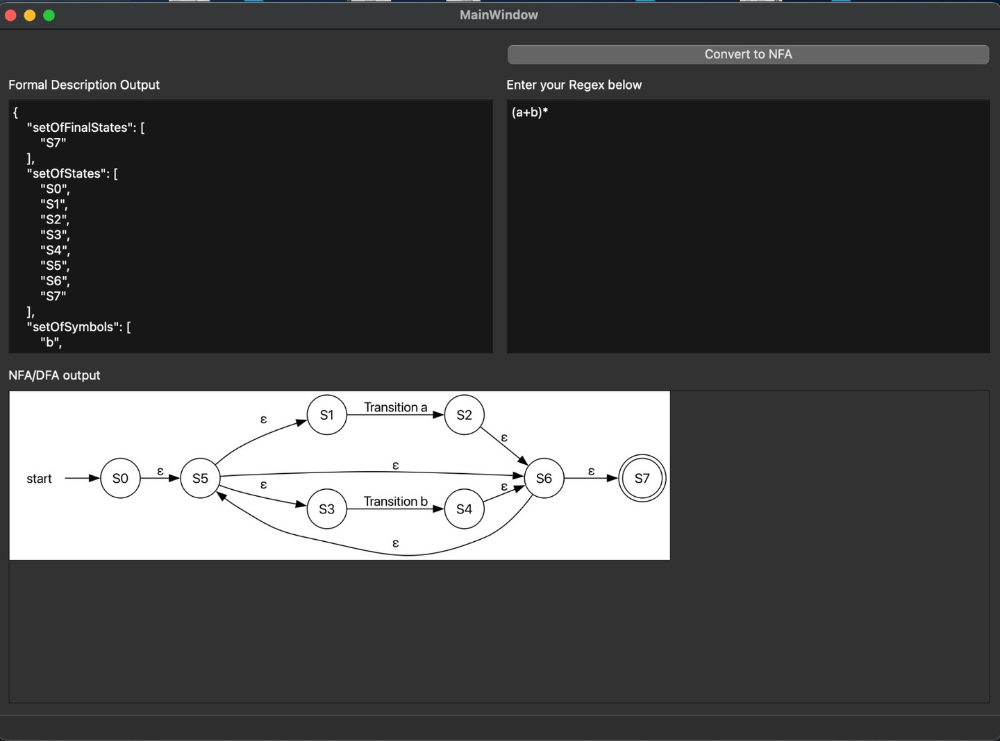 MainWindow
Convert to NFA
Formal Description Output
Enter your Regex below
{
"setOfFinalStates": [
"S7"
],
"setOfStates": [
"S0",
"S1",
"S2",
"S3",
"S4",
"S5",
"S6",
"S7"
],
"setOfSymbols": [
"b",
(a+b)*
NFA/DFA output
S1 Transition a S2
ε
ε
start S0 ε S5 ε S6 ε S7
ε
ε
S3 Transition b S4
ε